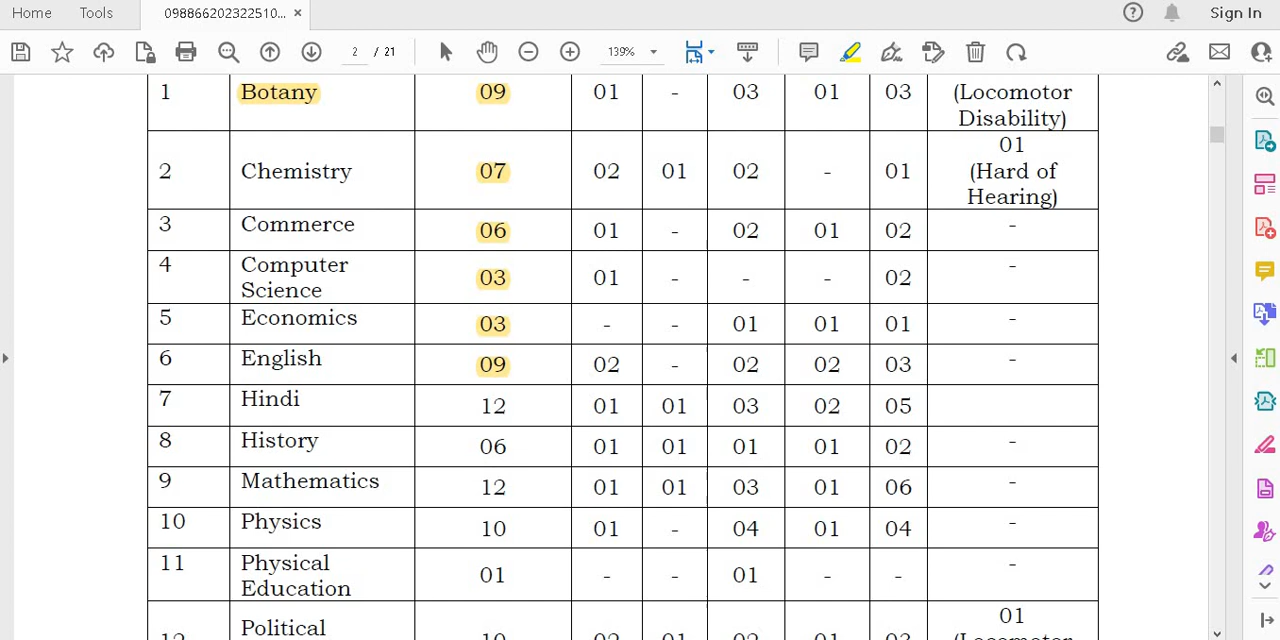 Home Tools 098866202322510... × Sign In
2 / 21 139%
1 Botany 09 01 - 03 01 03 (Locomotor
Disability)
2 Chemistry 07 02 01 02 - 01 01
(Hard of
Hearing)
3 Commerce 06 01 - 02 01 02 -
4 Computer
Science 03 01 - - - 02 -
5 Economics 03 - - 01 01 01 -
6 English 09 02 - 02 02 03 -
7 Hindi 12 01 01 03 02 05
8 History 06 01 01 01 01 02 -
9 Mathematics 12 01 01 03 01 06 -
10 Physics 10 01 - 04 01 04 -
11 Physical
Education 01 - - 01 - - -
Political 01